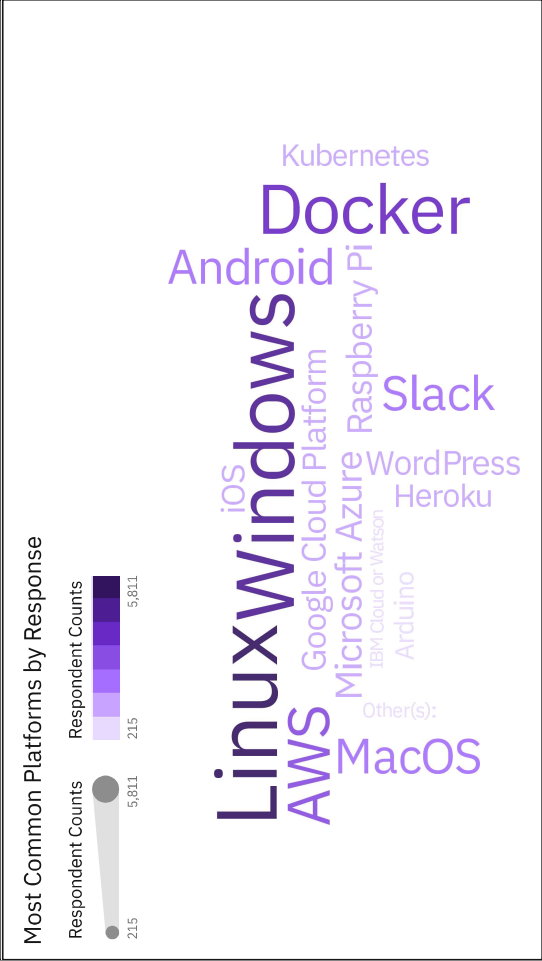 Most Common Platforms by Response
Respondent Counts
215
5,811
Respondent Counts
215
5,811
Linux
Windows
iOS
AWS
Google Cloud Platform
Android
Microsoft Azure
Raspberry Pi
Docker
Kubernetes
MacOS
Other(s):
IBM Cloud or Watson
Arduino
WordPress
Heroku
Slack